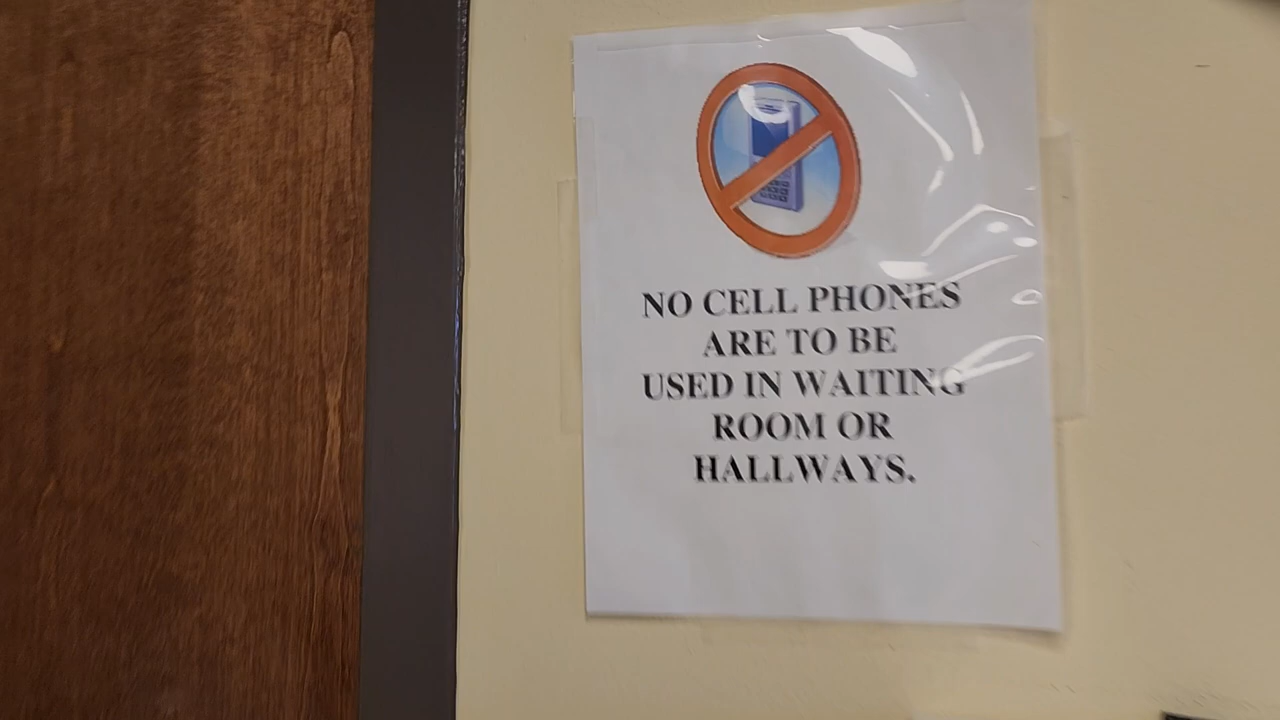 NO CELL PHONES
ARE TO BE
USED IN WAITING
ROOM OR
HALLWAYS.